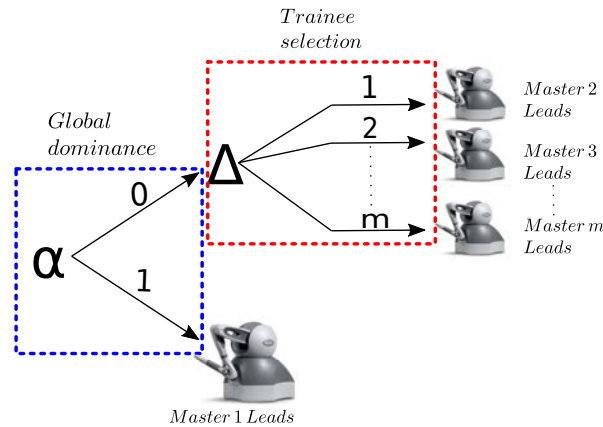 Trainee
selection
Global
dominance
α
0
1
Δ
1
2
m
Master 2
Leads
Master 3
Leads
Master m
Leads
Master 1 Leads